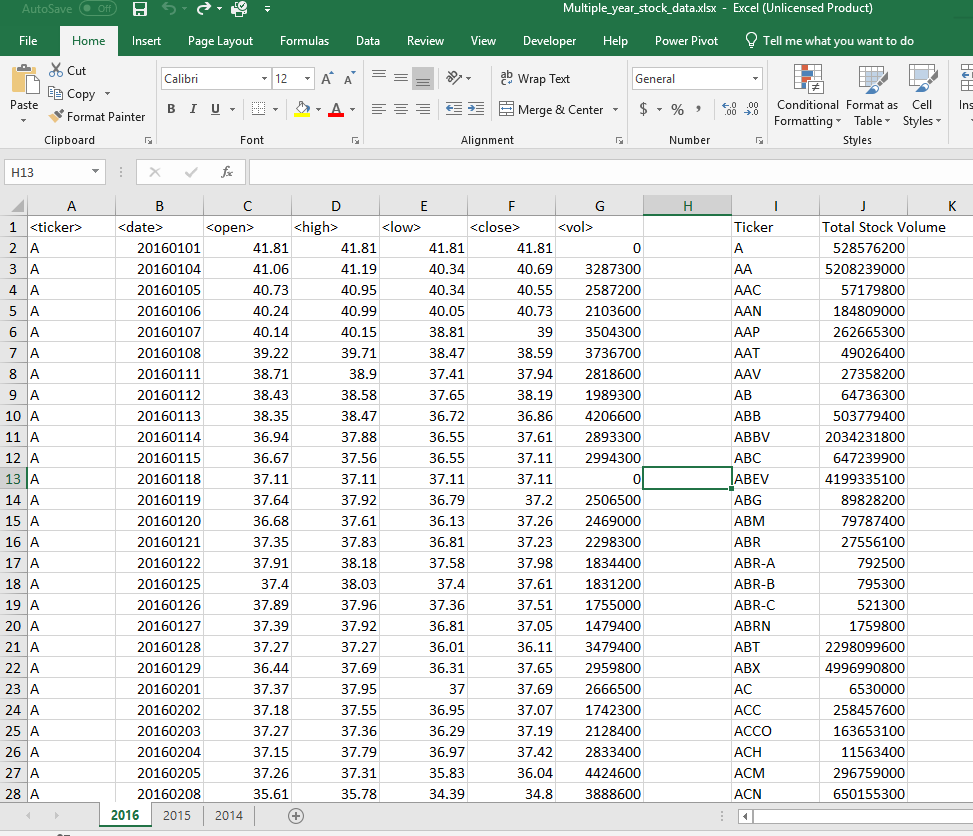 AutoSave Off Multiple_year_stock_data.xlsx - Excel (Unlicensed Product)
File Home Insert Page Layout Formulas Data Review View Developer Help Power Pivot Tell me what you want to do
Paste Cut Copy Format Painter Clipboard
Calibri 12 A A B I U A Font
ab Wrap Text Merge & Center Alignment
General $ % , .0 .00 .00 .0 Number
Conditional Formatting Format as Table Cell Styles Styles
Ins
H13 fx
A B C D E F G H I J K
1 <ticker> <date> <open> <high> <low> <close> <vol> Ticker Total Stock Volume
2 A 20160101 41.81 41.81 41.81 41.81 0 A 528576200
3 A 20160104 41.06 41.19 40.34 40.69 3287300 AA 5208239000
4 A 20160105 40.73 40.95 40.34 40.55 2587200 AAC 57179800
5 A 20160106 40.24 40.99 40.05 40.73 2103600 AAN 184809000
6 A 20160107 40.14 40.15 38.81 39 3504300 AAP 262665300
7 A 20160108 39.22 39.71 38.47 38.59 3736700 AAT 49026400
8 A 20160111 38.71 38.9 37.41 37.94 2818600 AAV 27358200
9 A 20160112 38.43 38.58 37.65 38.19 1989300 AB 64736300
10 A 20160113 38.35 38.47 36.72 36.86 4206600 ABB 503779400
11 A 20160114 36.94 37.88 36.55 37.61 2893300 ABBV 2034231800
12 A 20160115 36.67 37.56 36.55 37.11 2994300 ABC 647239900
13 A 20160118 37.11 37.11 37.11 37.11 0 ABEV 4199335100
14 A 20160119 37.64 37.92 36.79 37.2 2506500 ABG 89828200
15 A 20160120 36.68 37.61 36.13 37.26 2469000 ABM 79787400
16 A 20160121 37.35 37.83 36.81 37.23 2298300 ABR 27556100
17 A 20160122 37.91 38.18 37.58 37.98 1834400 ABR-A 792500
18 A 20160125 37.4 38.03 37.4 37.61 1831200 ABR-B 795300
19 A 20160126 37.89 37.96 37.36 37.51 1755000 ABR-C 521300
20 A 20160127 37.39 37.92 36.81 37.05 1479400 ABRN 1759800
21 A 20160128 37.27 37.27 36.01 36.11 3479400 ABT 2298099600
22 A 20160129 36.44 37.69 36.31 37.65 2959800 ABX 4996990800
23 A 20160201 37.37 37.95 37 37.69 2666500 AC 6530000
24 A 20160202 37.18 37.55 36.95 37.07 1742300 ACC 258457600
25 A 20160203 37.27 37.36 36.29 37.19 2128400 ACCO 163653100
26 A 20160204 37.15 37.79 36.97 37.42 2833400 ACH 11563400
27 A 20160205 37.26 37.31 35.83 36.04 4424600 ACM 296759000
28 A 20160208 35.61 35.78 34.39 34.8 3888600 ACN 650155300
2016 2015 2014